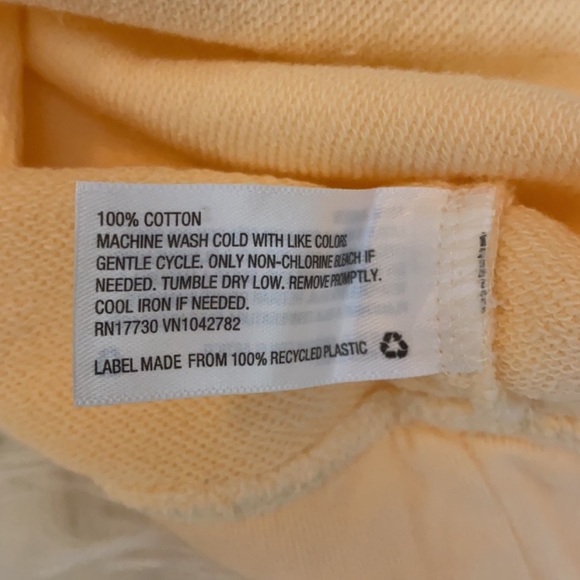 100% COTTON
MACHINE WASH COLD WITH LIKE COLORS
GENTLE CYCLE. ONLY NON-CHLORINE BLEACH IF
NEEDED. TUMBLE DRY LOW. REMOVE PROMPTLY.
COOL IRON IF NEEDED.
RN17730 VN1042782
LABEL MADE FROM 100% RECYCLED PLASTIC